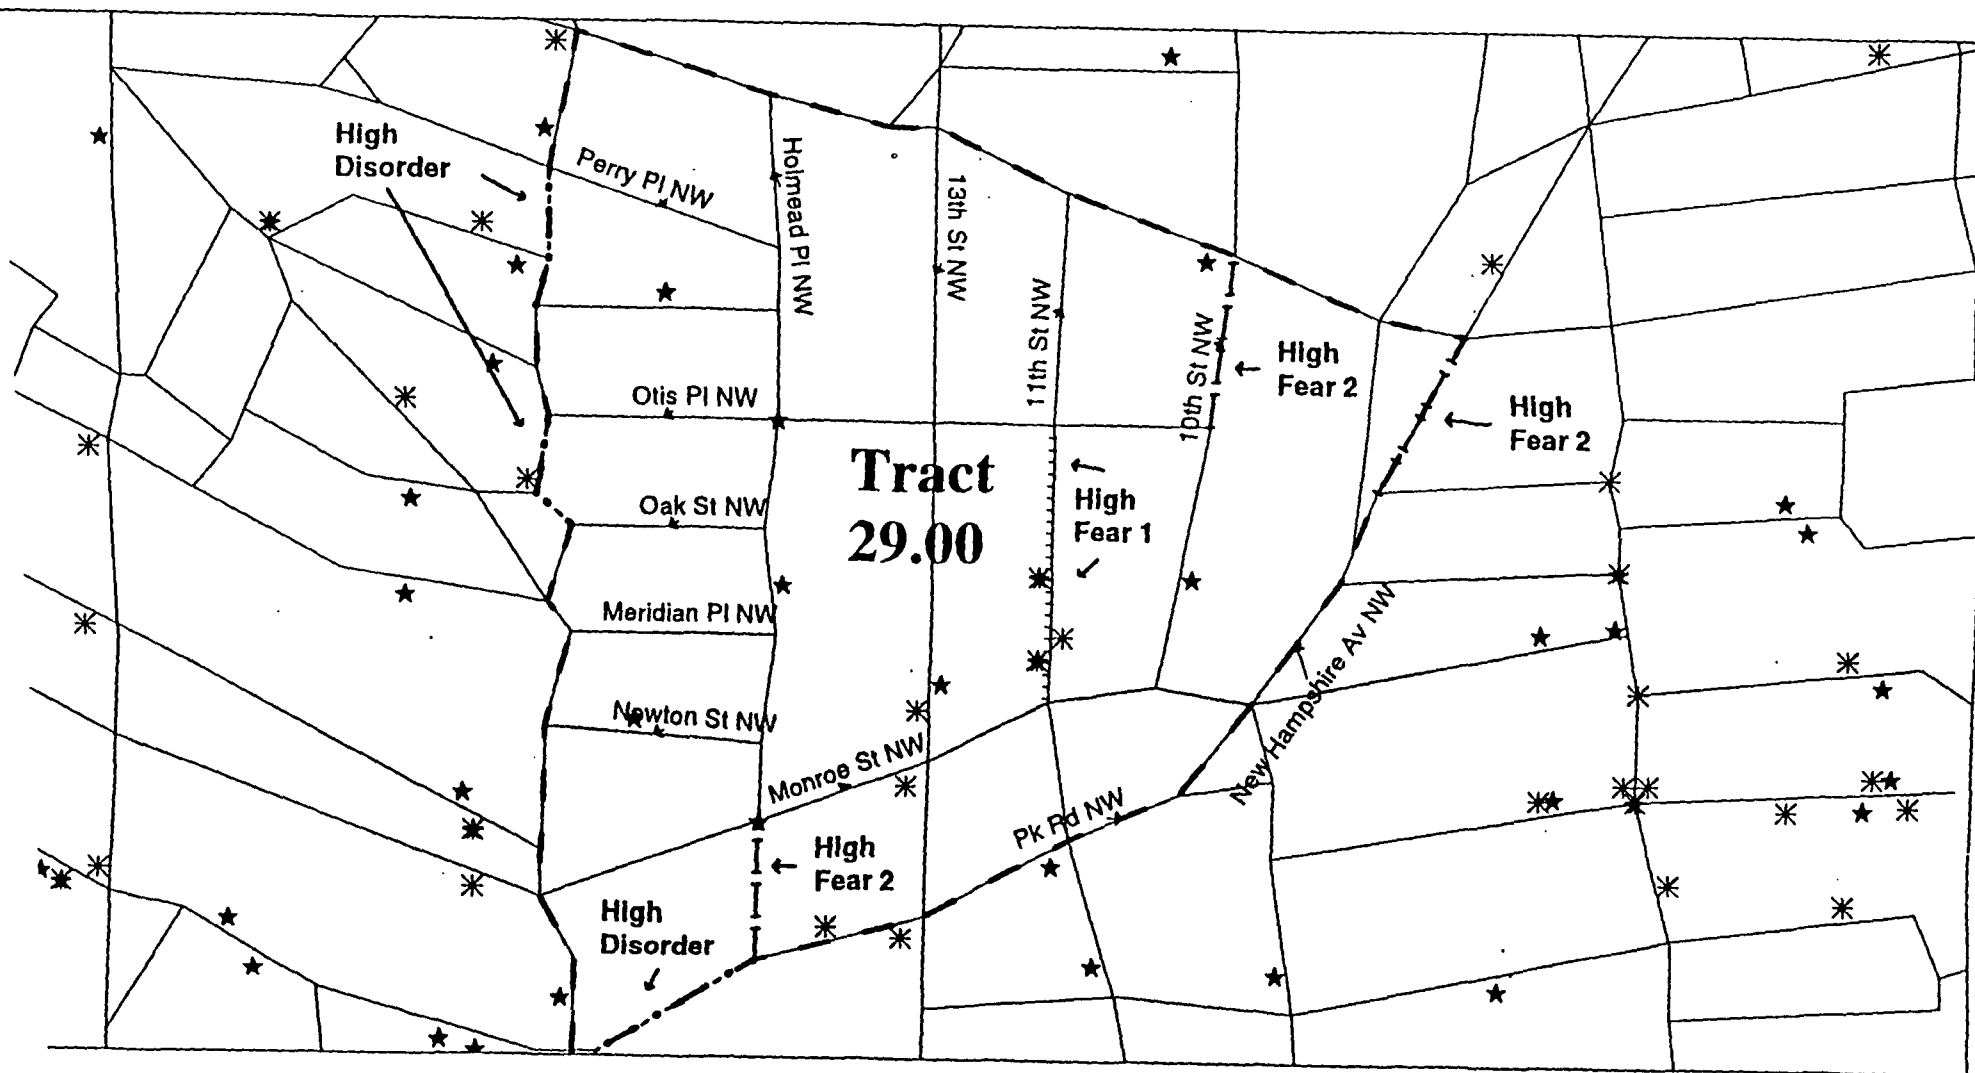 High
Disorder
Perry Pl NW
Holmead Pl NW
13th St NW
11th St NW
10th St NW
High
Fear 2
High
Fear 2
Otis Pl NW
Tract
29.00
High
Fear 1
Oak St NW
Meridian Pl NW
Newton St NW
Monroe St NW
New Hampshire Av NW
Pk Rd NW
High
Fear 2
High
Disorder